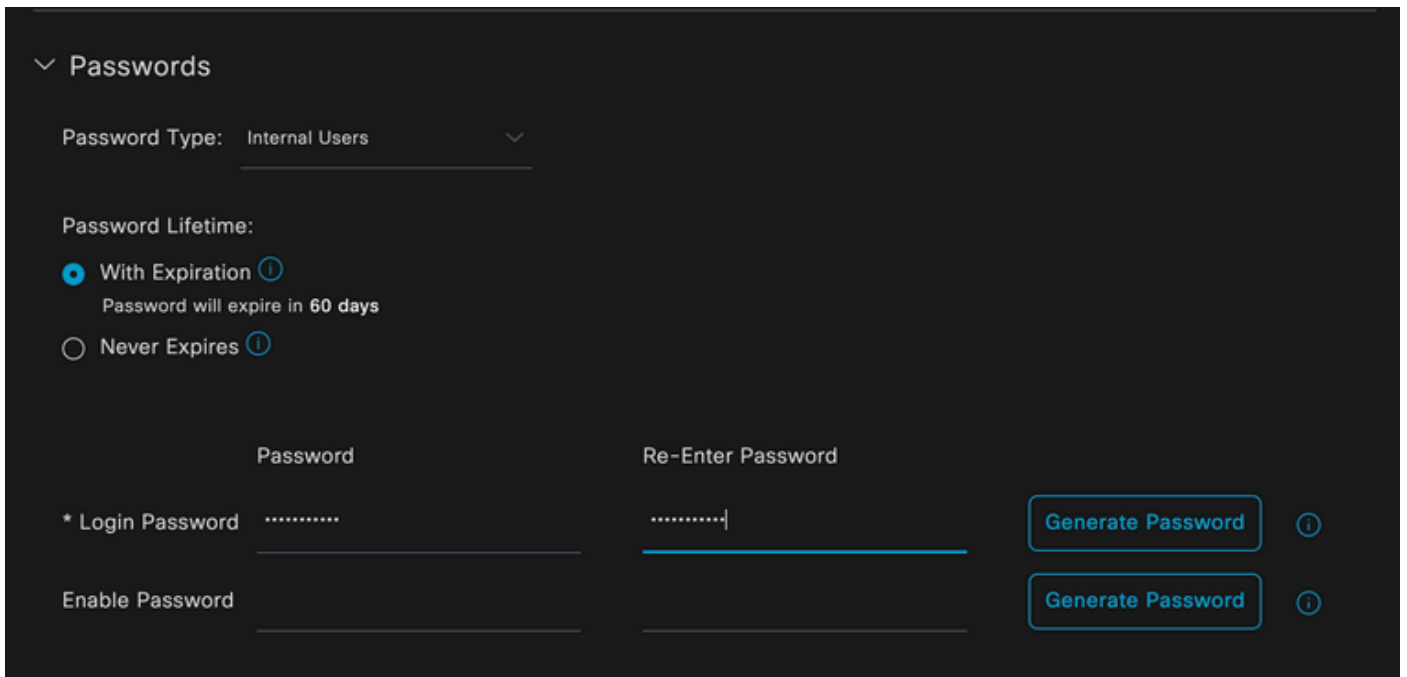 Passwords
Password Type: Internal Users
Password Lifetime:
With Expiration
Password will expire in 60 days
Never Expires
Password Re-Enter Password
* Login Password ··········· ··········· Generate Password
Enable Password Generate Password